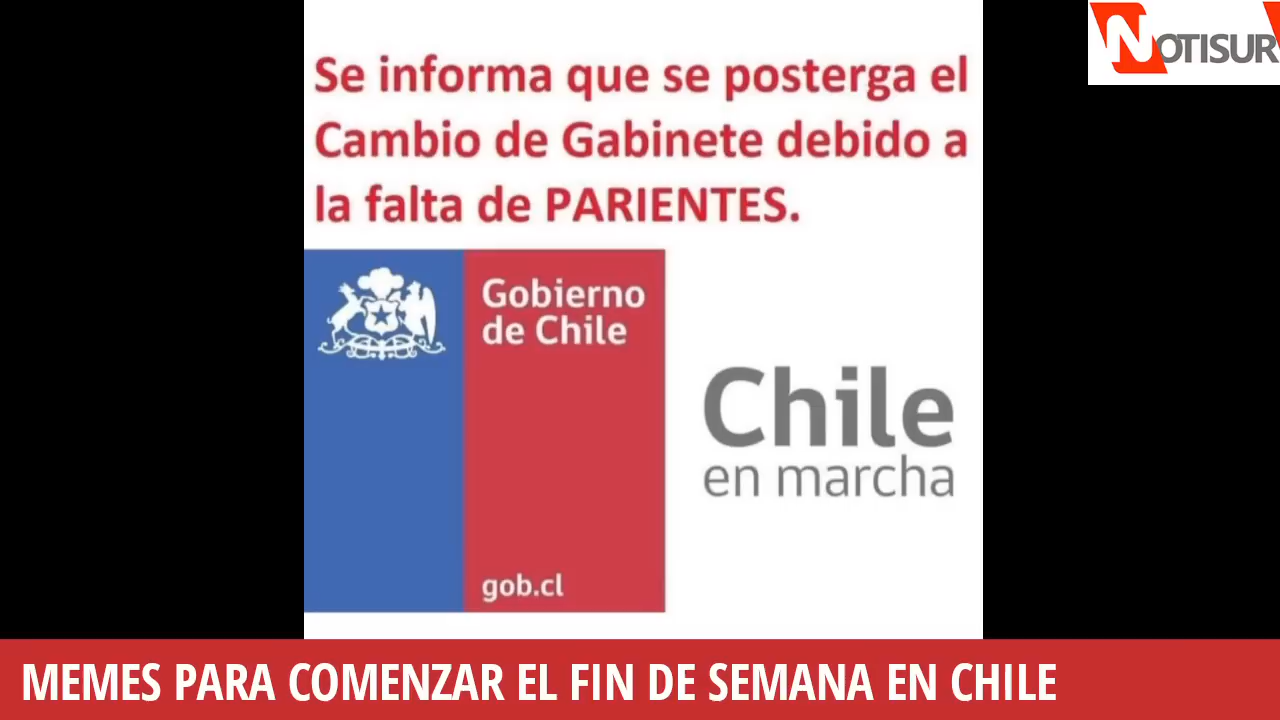 NOTISUR
Se informa que se posterga el
Cambio de Gabinete debido a
la falta de PARIENTES.
Gobierno
de Chile
Chile
en marcha
gob.cl
MEMES PARA COMENZAR EL FIN DE SEMANA EN CHILE